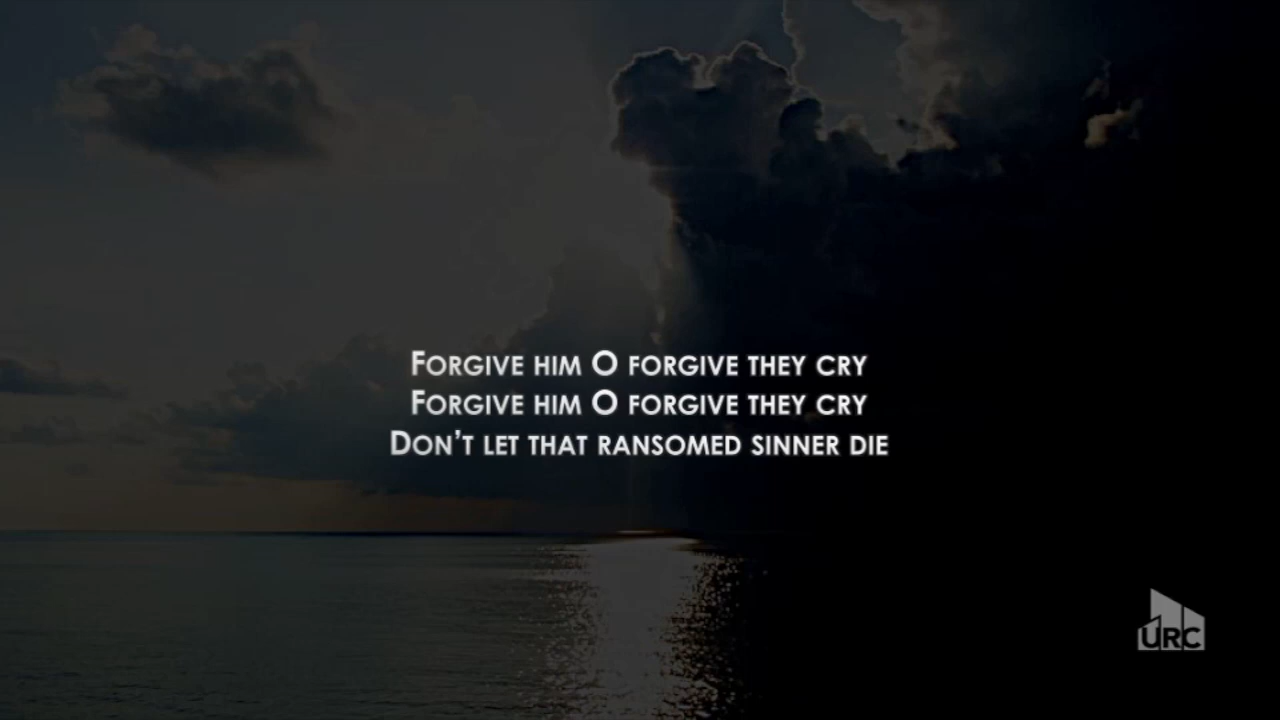 Forgive him O forgive they cry
Forgive him O forgive they cry
Don't let that ransomed sinner die
URC